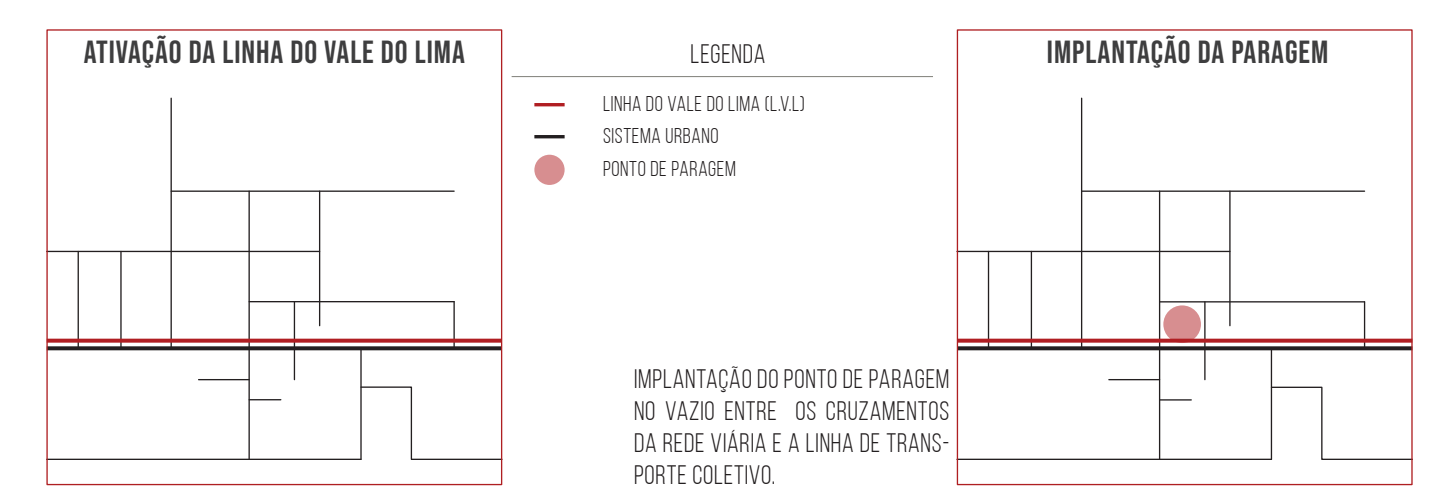 ATIVAÇÃO DA LINHA DO VALE DO LIMA
LEGENDA
LINHA DO VALE DO LIMA (L.V.L)
SISTEMA URBANO
PONTO DE PARAGEM
IMPLANTAÇÃO DO PONTO DE PARAGEM
NO VAZIO ENTRE OS CRUZAMENTOS
DA REDE VIÁRIA E A LINHA DE TRANS-
PORTE COLETIVO.
IMPLANTAÇÃO DA PARAGEM